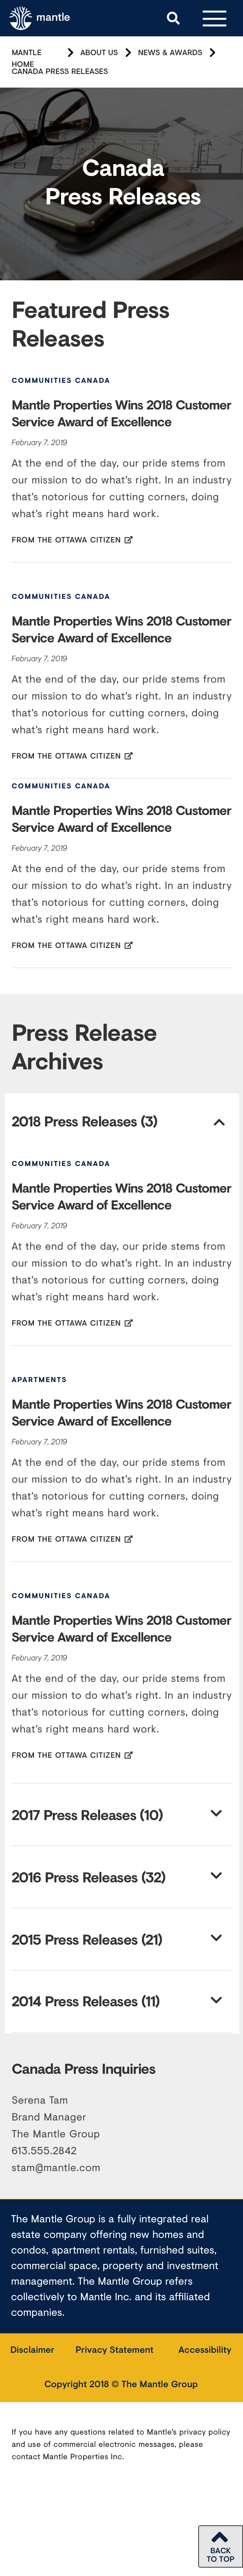 mantle
MANTLE HOME
ABOUT US
NEWS & AWARDS
CANADA PRESS RELEASES
Canada
Press Releases
Featured Press
Releases
COMMUNITIES CANADA
Mantle Properties Wins 2018 Customer
Service Award of Excellence
February 7, 2019
At the end of the day, our pride stems from
our mission to do what's right. In an industry
that's notorious for cutting corners, doing
what's right means hard work.
FROM THE OTTAWA CITIZEN
COMMUNITIES CANADA
Mantle Properties Wins 2018 Customer
Service Award of Excellence
February 7, 2019
At the end of the day, our pride stems from
our mission to do what's right. In an industry
that's notorious for cutting corners, doing
what's right means hard work.
FROM THE OTTAWA CITIZEN
COMMUNITIES CANADA
Mantle Properties Wins 2018 Customer
Service Award of Excellence
February 7, 2019
At the end of the day, our pride stems from
our mission to do what's right. In an industry
that's notorious for cutting corners, doing
what's right means hard work.
FROM THE OTTAWA CITIZEN
Press Release
Archives
2018 Press Releases (3)
COMMUNITIES CANADA
Mantle Properties Wins 2018 Customer
Service Award of Excellence
February 7, 2019
At the end of the day, our pride stems from
our mission to do what's right. In an industry
that's notorious for cutting corners, doing
what's right means hard work.
FROM THE OTTAWA CITIZEN
APARTMENTS
Mantle Properties Wins 2018 Customer
Service Award of Excellence
February 7, 2019
At the end of the day, our pride stems from
our mission to do what's right. In an industry
that's notorious for cutting corners, doing
what's right means hard work.
FROM THE OTTAWA CITIZEN
COMMUNITIES CANADA
Mantle Properties Wins 2018 Customer
Service Award of Excellence
February 7, 2019
At the end of the day, our pride stems from
our mission to do what's right. In an industry
that's notorious for cutting corners, doing
what's right means hard work.
FROM THE OTTAWA CITIZEN
2017 Press Releases (10)
2016 Press Releases (32)
2015 Press Releases (21)
2014 Press Releases (11)
Canada Press Inquiries
Serena Tam
Brand Manager
The Mantle Group
613.555.2842
stam@mantle.com
The Mantle Group is a fully integrated real
estate company offering new homes and
condos, apartment rentals, furnished suites,
commercial space, property and investment
management. The Mantle Group refers
collectively to Mantle Inc. and its affiliated
companies.
Disclaimer
Privacy Statement
Accessibility
Copyright 2018 © The Mantle Group
If you have any questions related to Mantle's privacy policy
and use of commercial electronic messages, please
contact Mantle Properties Inc.
BACK
TO TOP